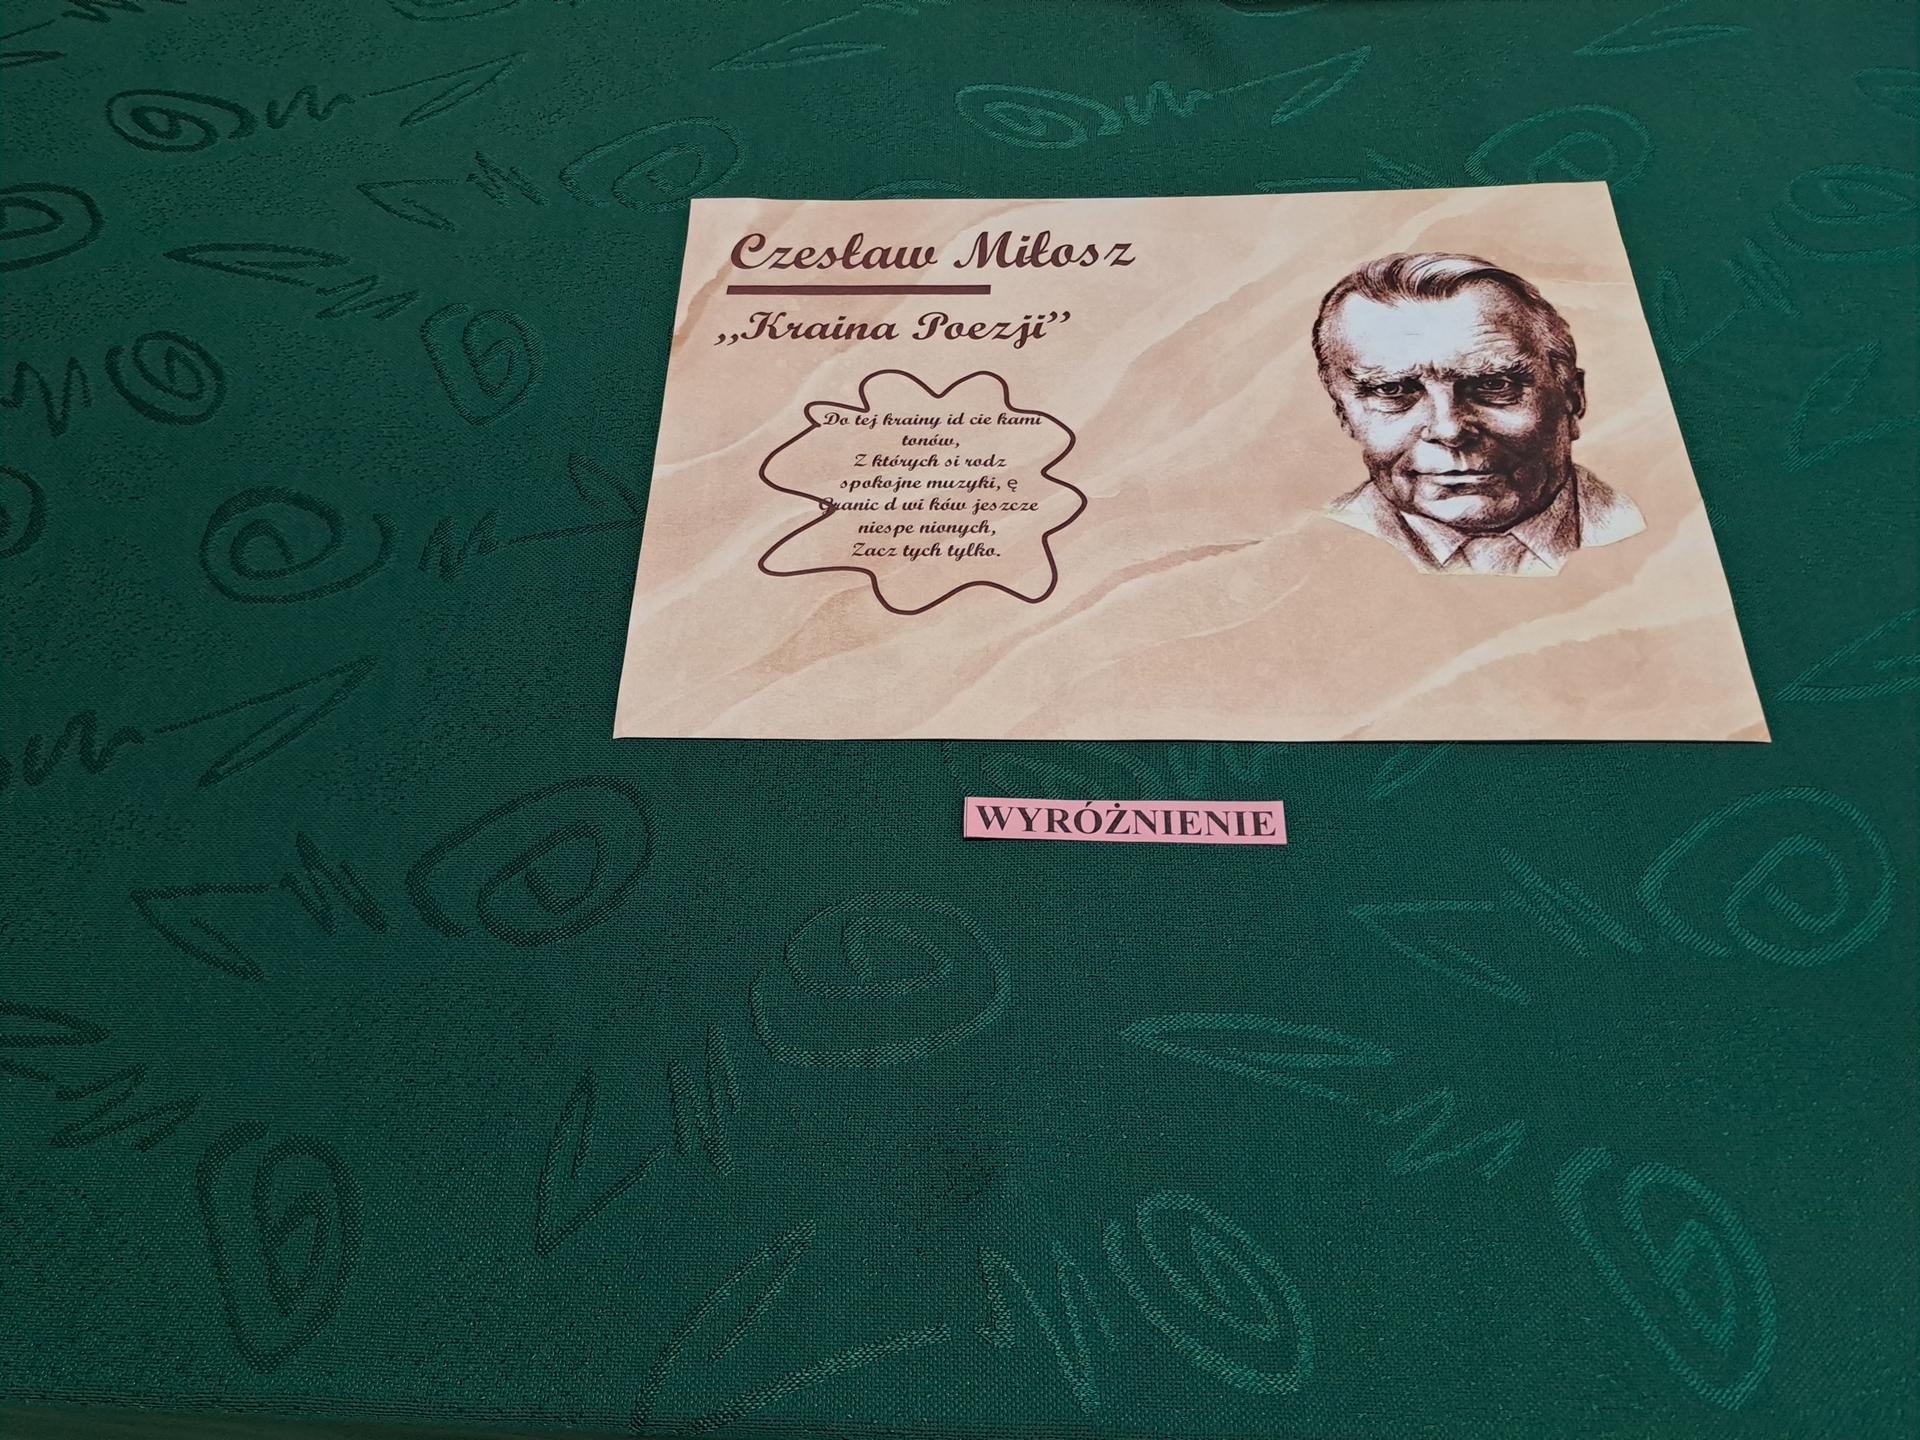 Czesław Miłosz
„Kraina Poezji”
Do tej krainy id cie kami
tonów,
Z których si rodz
spokojne muzyki, ę
Granic d wi ków jeszcze
niespe nionych,
Zacz tych tylko.
WYRÓŻNIENIE